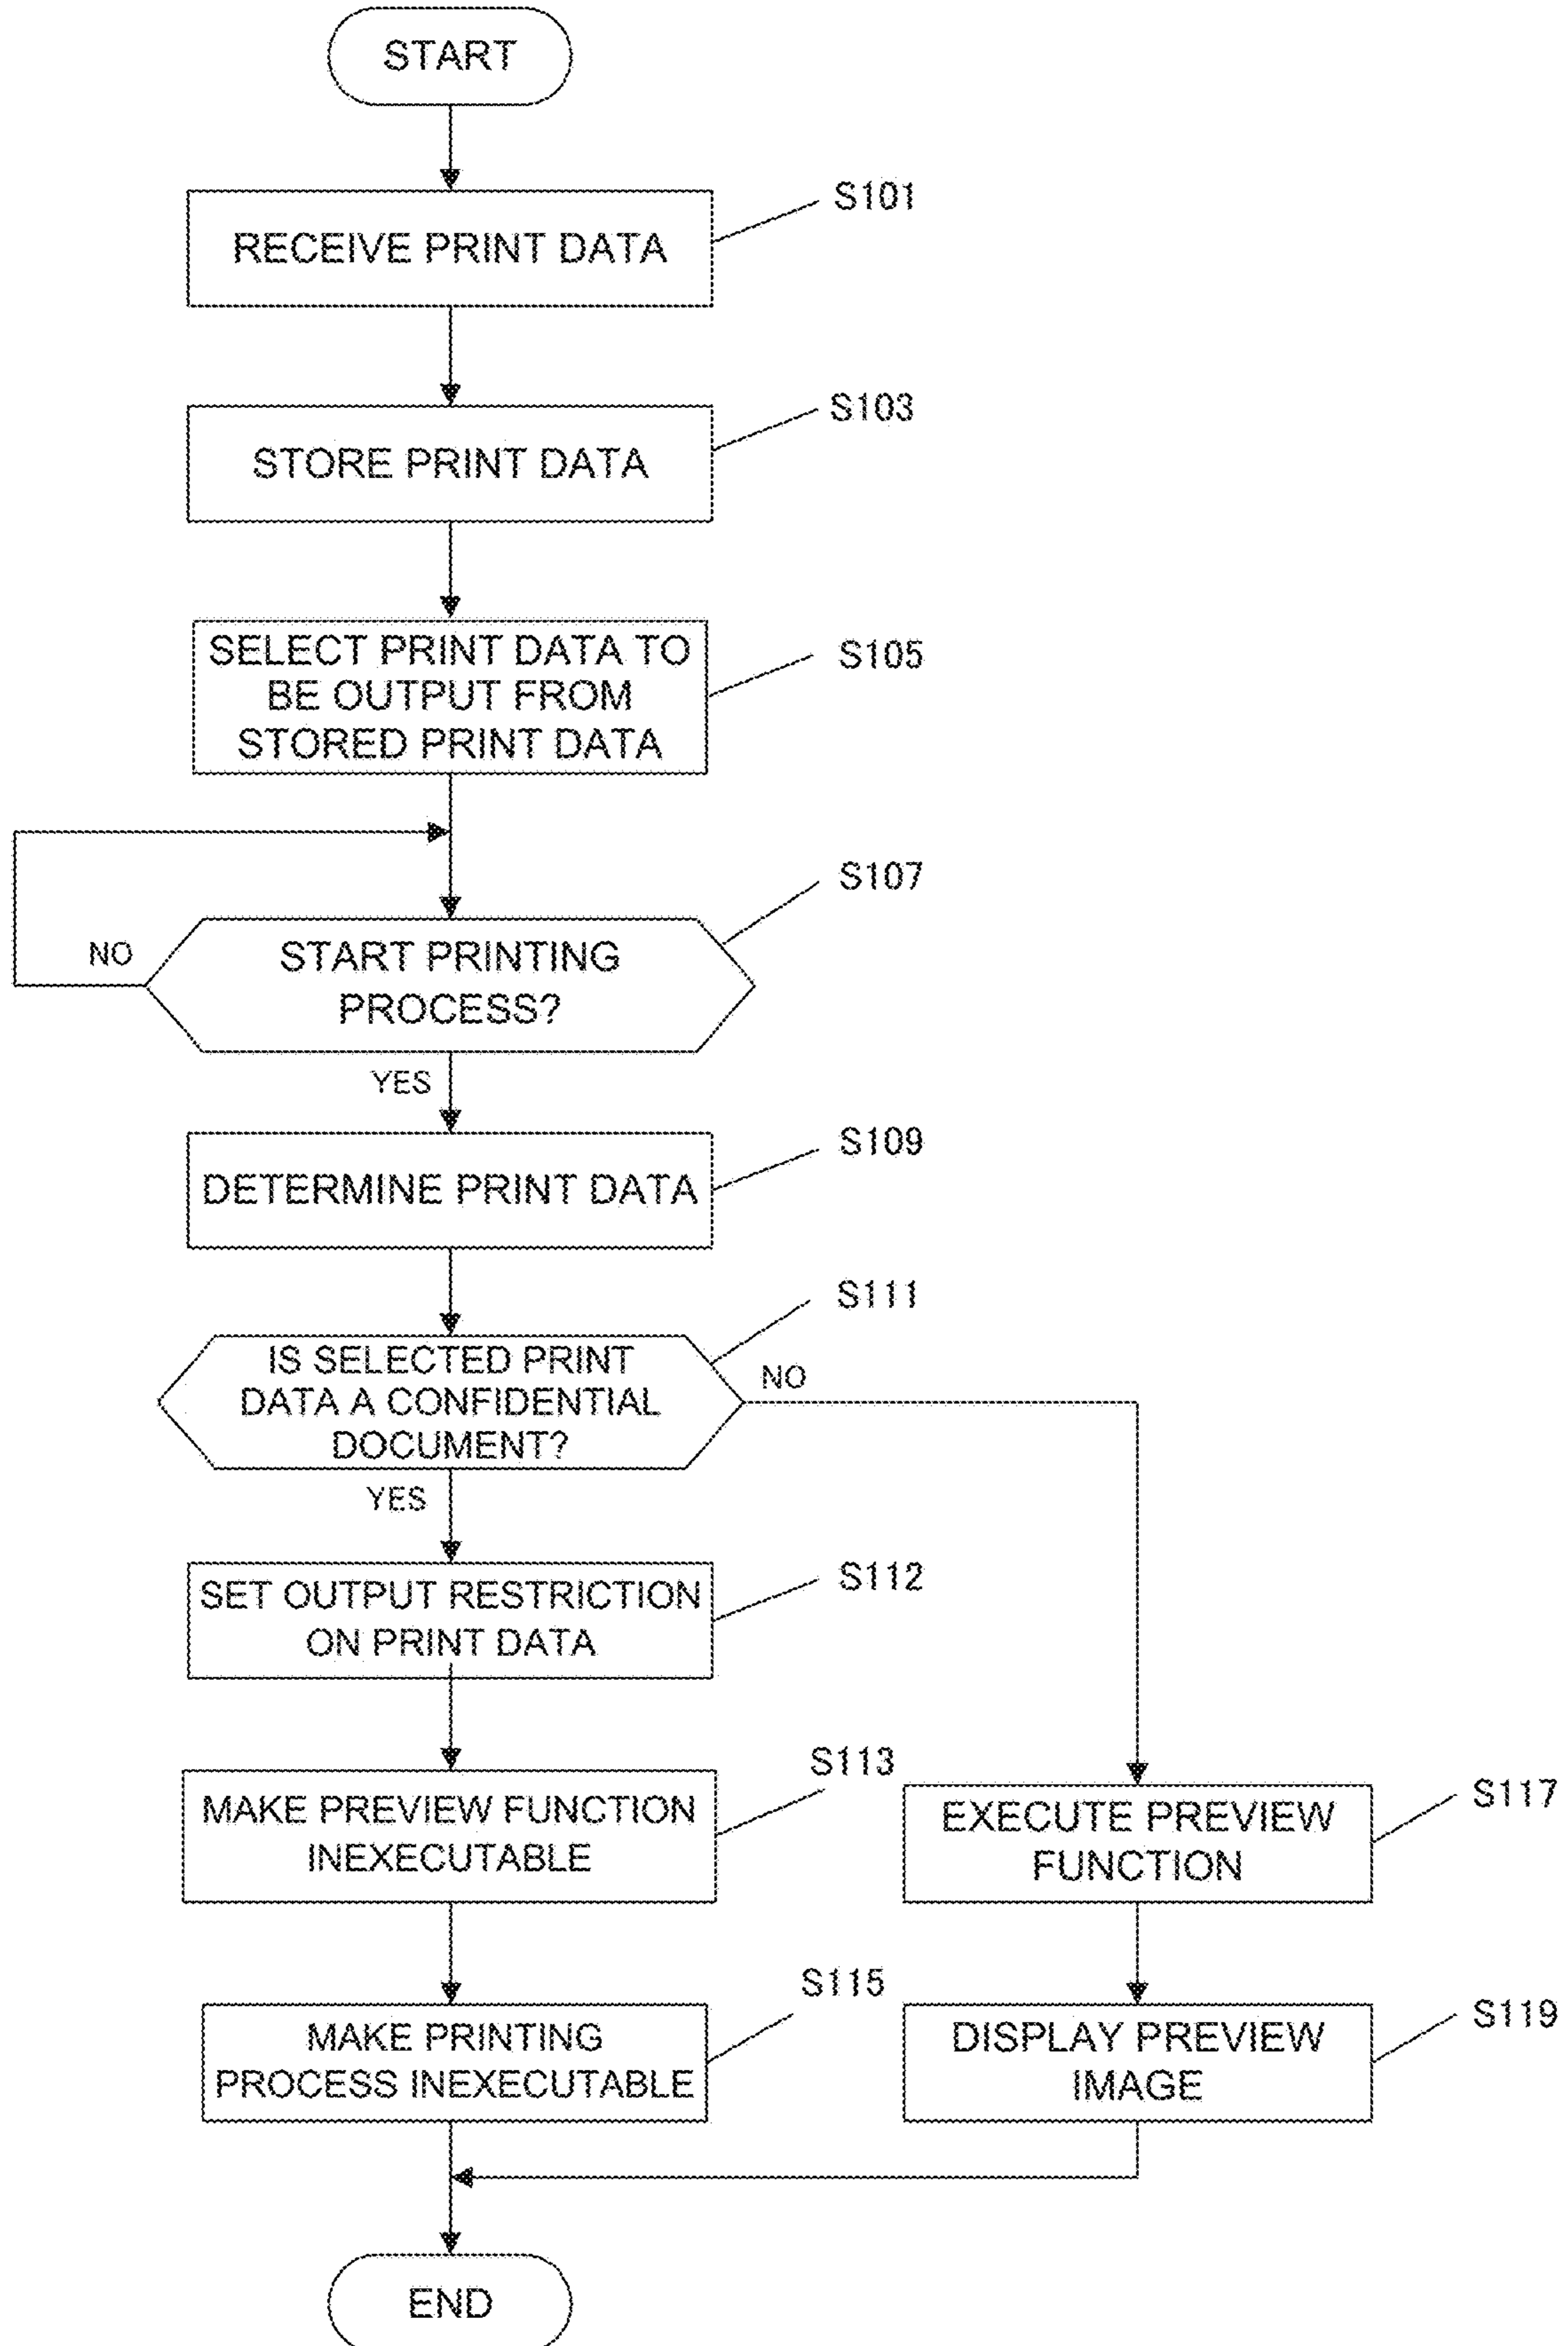 START
S101
RECEIVE PRINT DATA
S103
STORE PRINT DATA
S105
SELECT PRINT DATA TO
BE OUTPUT FROM
STORED PRINT DATA
S107
NO
START PRINTING
PROCESS?
YES
S109
DETERMINE PRINT DATA
S111
IS SELECTED PRINT
DATA A CONFIDENTIAL
DOCUMENT?
NO
YES
S112
SET OUTPUT RESTRICTION
ON PRINT DATA
S113
MAKE PREVIEW FUNCTION
INEXECUTABLE
S117
EXECUTE PREVIEW
FUNCTION
S115
MAKE PRINTING
PROCESS INEXECUTABLE
S119
DISPLAY PREVIEW
IMAGE
END